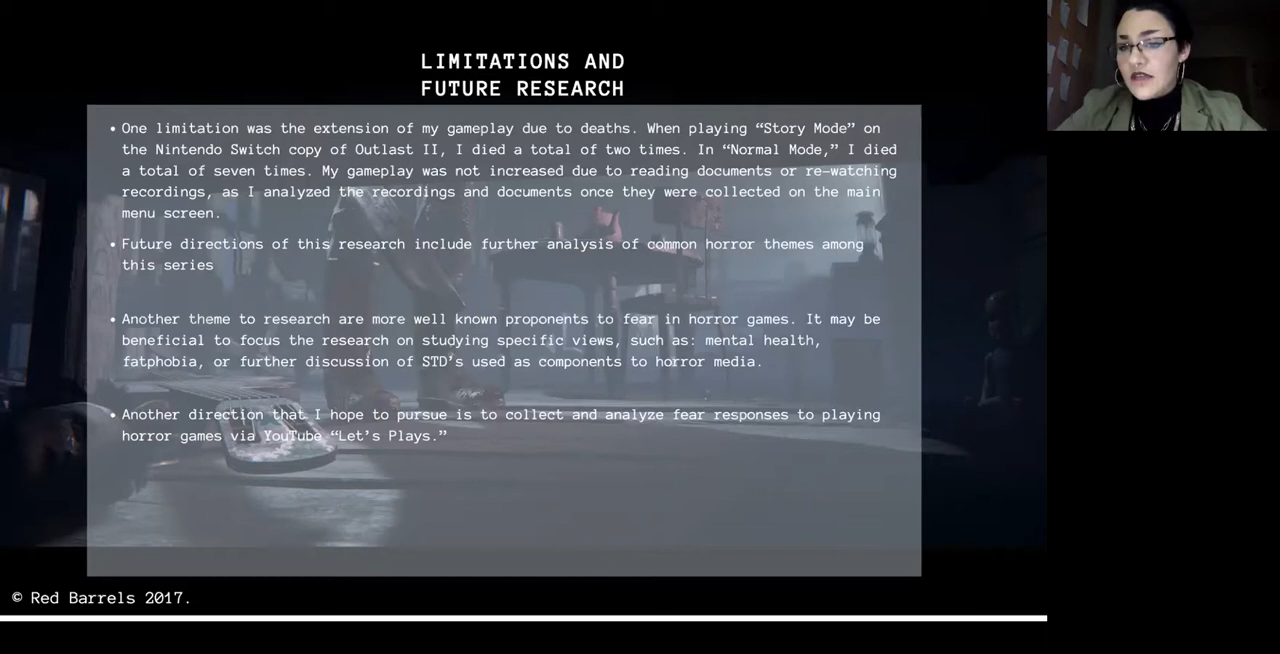 LIMITATIONS AND
FUTURE RESEARCH
• One limitation was the extension of my gameplay due to deaths. When playing “Story Mode” on
the Nintendo Switch copy of Outlast II, I died a total of two times. In “Normal Mode,” I died
a total of seven times. My gameplay was not increased due to reading documents or re-watching
recordings, as I analyzed the recordings and documents once they were collected on the main
menu screen.
• Future directions of this research include further analysis of common horror themes among
this series
• Another theme to research are more well known proponents to fear in horror games. It may be
beneficial to focus the research on studying specific views, such as: mental health,
fatphobia, or further discussion of STD’s used as components to horror media.
• Another direction that I hope to pursue is to collect and analyze fear responses to playing
horror games via YouTube “Let’s Plays.”
© Red Barrels 2017.